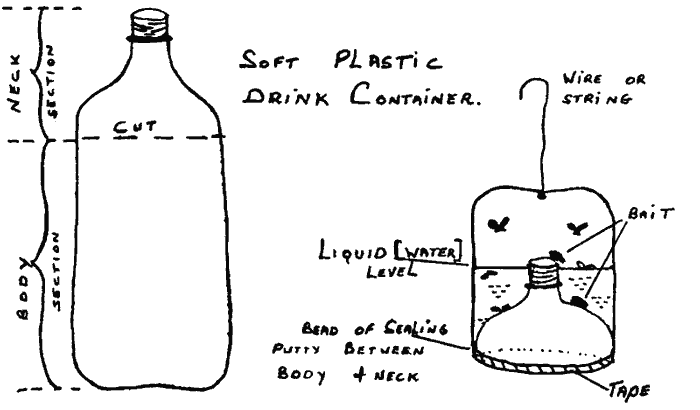 NECK
SECTION
SOFT PLASTIC
DRINK CONTAINER.
CUT
BODY
SECTION
WIRE OR
STRING
BAIT
LIQUID [WATER]
LEVEL
BEAD OF SEALING
PUTTY BETWEEN
BODY & NECK
TAPE